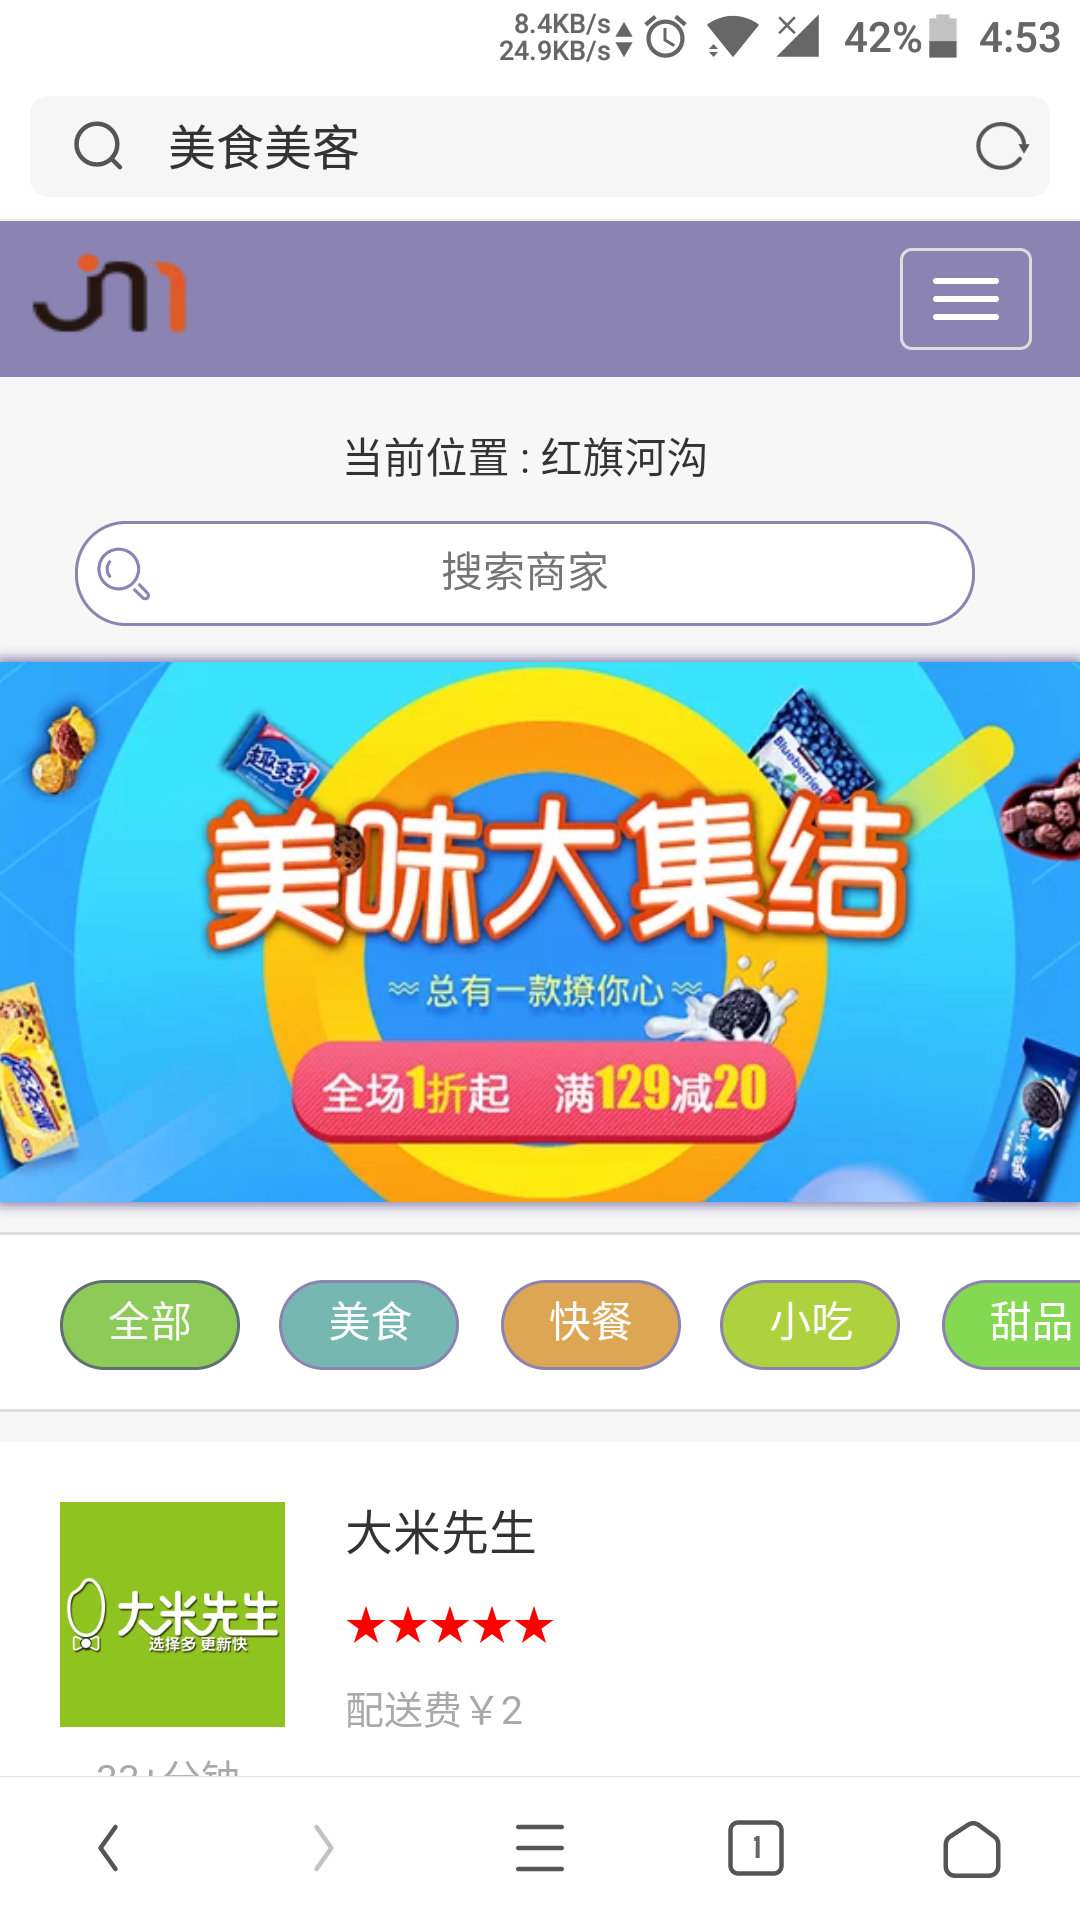 8.4KB/s
24.9KB/s
42%
4:53
美食美客
当前位置 : 红旗河沟
搜索商家
趣多多!
Blueberries
美味大集结
总有一款撩你心
全场1折起 满129减20
全部 美食 快餐 小吃 甜品
大米先生
大米先生
选择多 更新快
★★★★★
配送费￥2
33+分钟
1